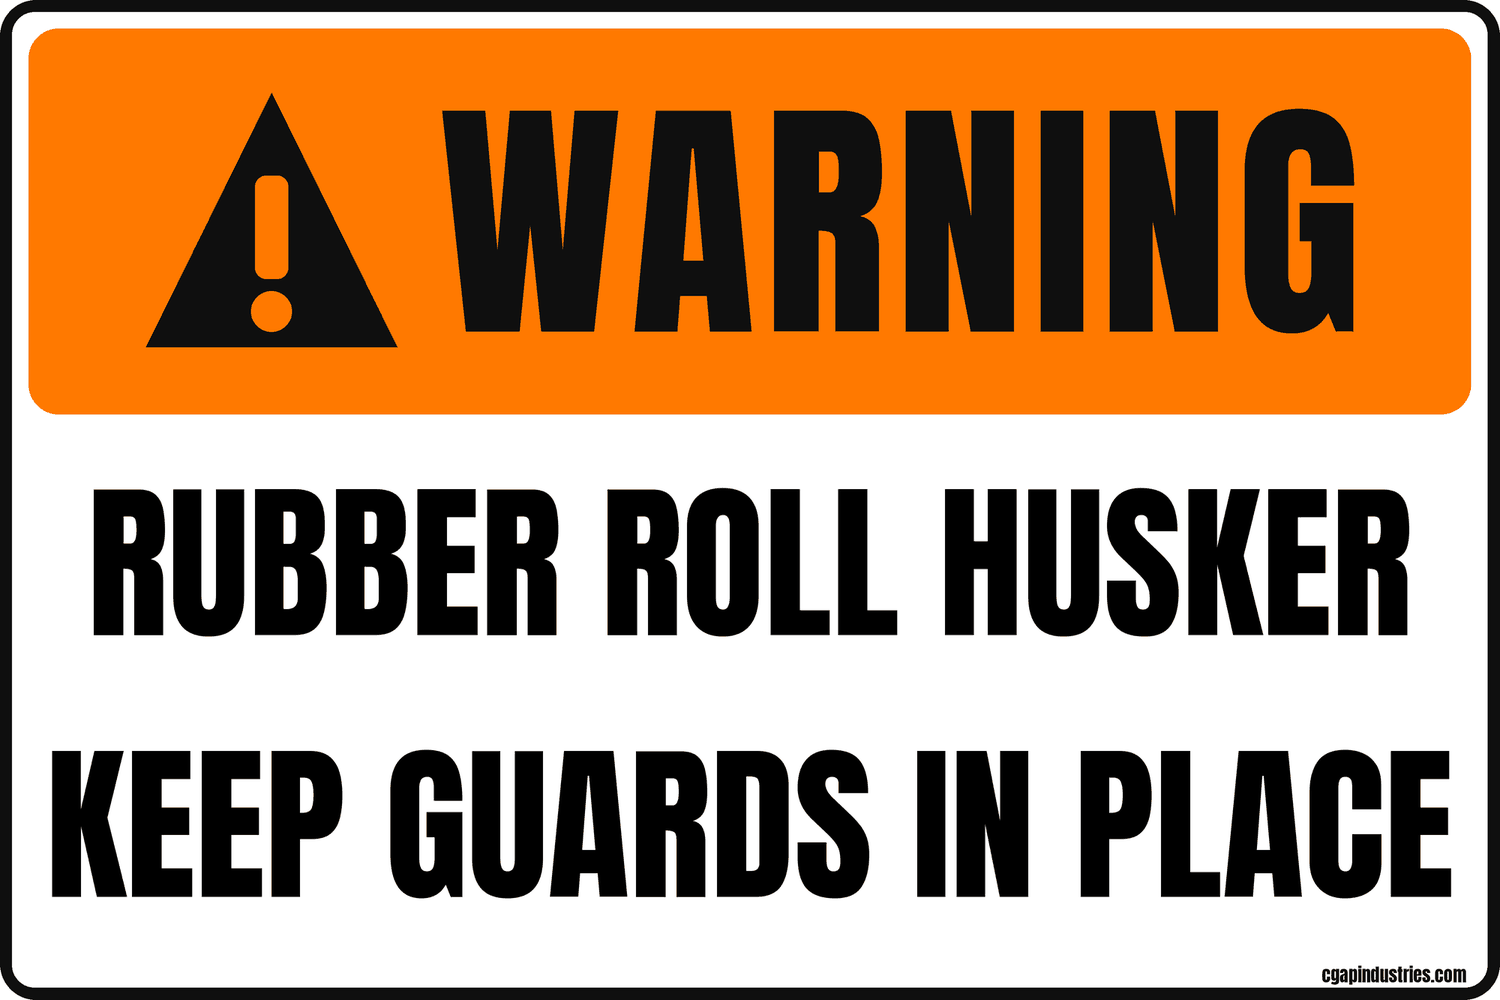 WARNING
RUBBER ROLL HUSKER
KEEP GUARDS IN PLACE
cgapindustries.com